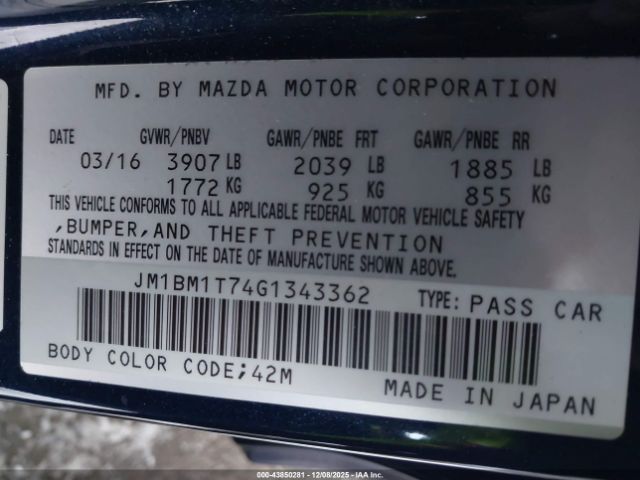 MFD. BY MAZDA MOTOR CORPORATION
DATE GVWR/PNBV GAWR/PNBE FRT GAWR/PNBE RR
03/16 3907 LB 2039 LB 1885 LB
1772 KG 925 KG 855 KG
THIS VEHICLE CONFORMS TO ALL APPLICABLE FEDERAL MOTOR VEHICLE SAFETY
,BUMPER,AND THEFT PREVENTION
STANDARDS IN EFFECT ON THE DATE OF MANUFACTURE SHOWN ABOVE.
JM1BM1T74G1343362 TYPE: PASS CAR
BODY COLOR CODE;42M
MADE IN JAPAN
000-43850281 - 12/08/2025 - IAAI.COM